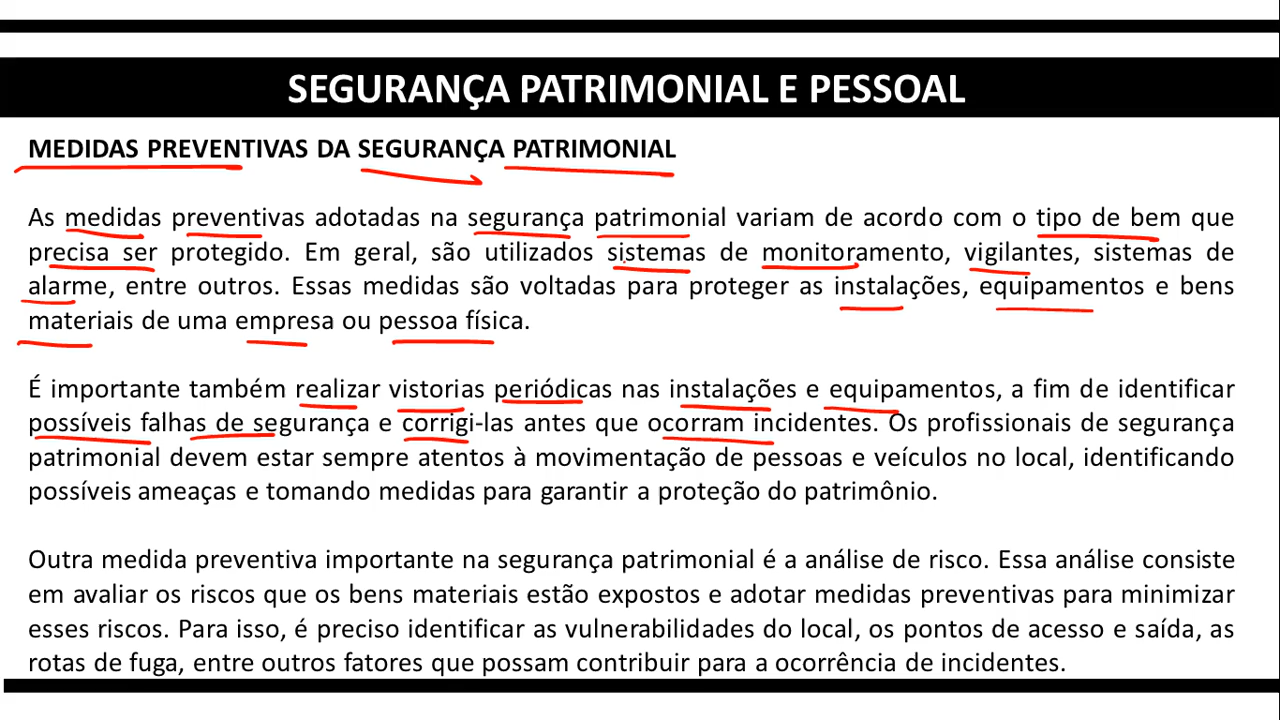 SEGURANÇA PATRIMONIAL E PESSOAL
MEDIDAS PREVENTIVAS DA SEGURANÇA PATRIMONIAL
As medidas preventivas adotadas na segurança patrimonial variam de acordo com o tipo de bem que
precisa ser protegido. Em geral, são utilizados sistemas de monitoramento, vigilantes, sistemas de
alarme, entre outros. Essas medidas são voltadas para proteger as instalações, equipamentos e bens
materiais de uma empresa ou pessoa física.
É importante também realizar vistorias periódicas nas instalações e equipamentos, a fim de identificar
possíveis falhas de segurança e corrigi-las antes que ocorram incidentes. Os profissionais de segurança
patrimonial devem estar sempre atentos à movimentação de pessoas e veículos no local, identificando
possíveis ameaças e tomando medidas para garantir a proteção do patrimônio.
Outra medida preventiva importante na segurança patrimonial é a análise de risco. Essa análise consiste
em avaliar os riscos que os bens materiais estão expostos e adotar medidas preventivas para minimizar
esses riscos. Para isso, é preciso identificar as vulnerabilidades do local, os pontos de acesso e saída, as
rotas de fuga, entre outros fatores que possam contribuir para a ocorrência de incidentes.